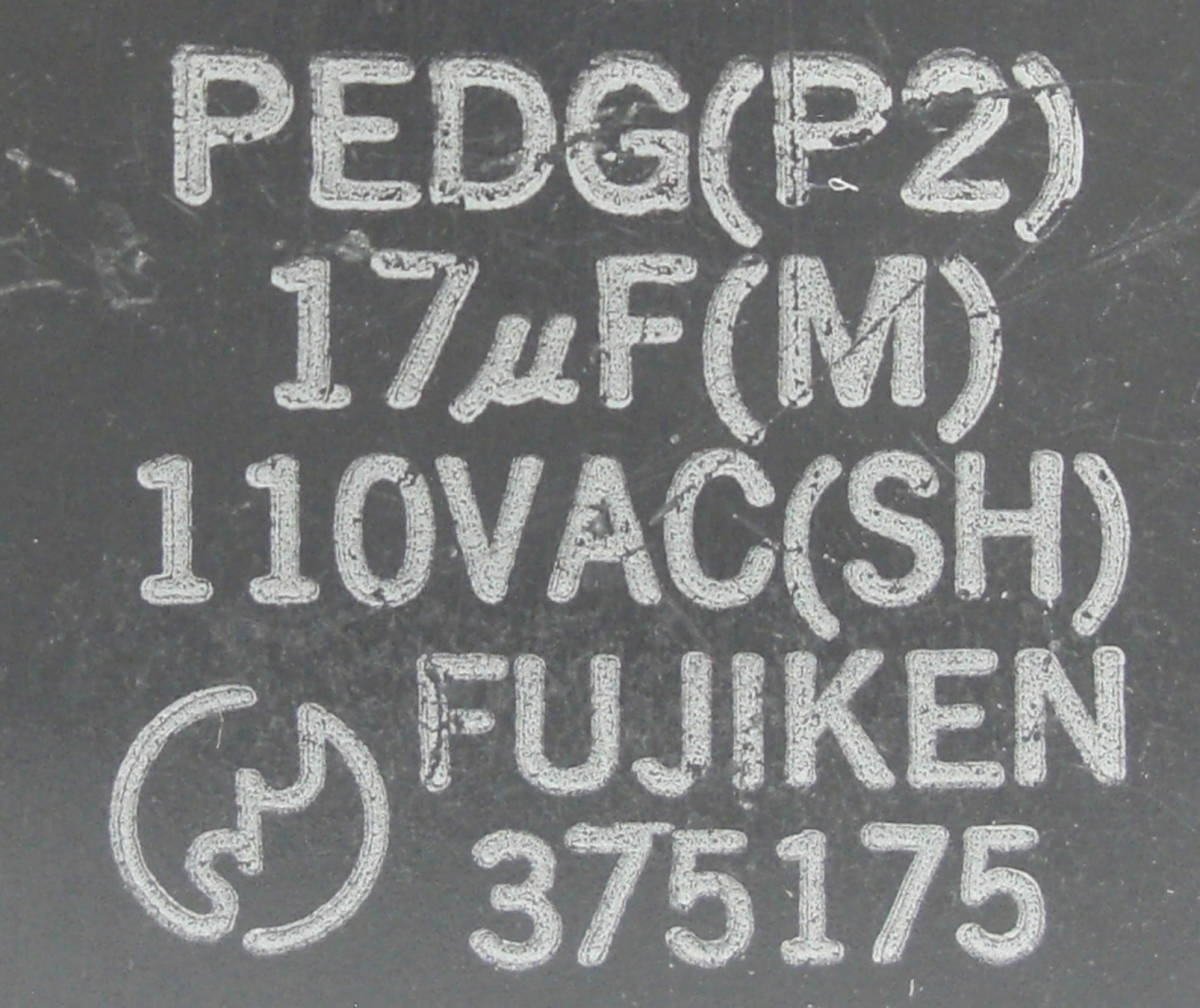 PEDG(P2)
17μF(M)
110VAC(SH)
FUJIKEN
375175